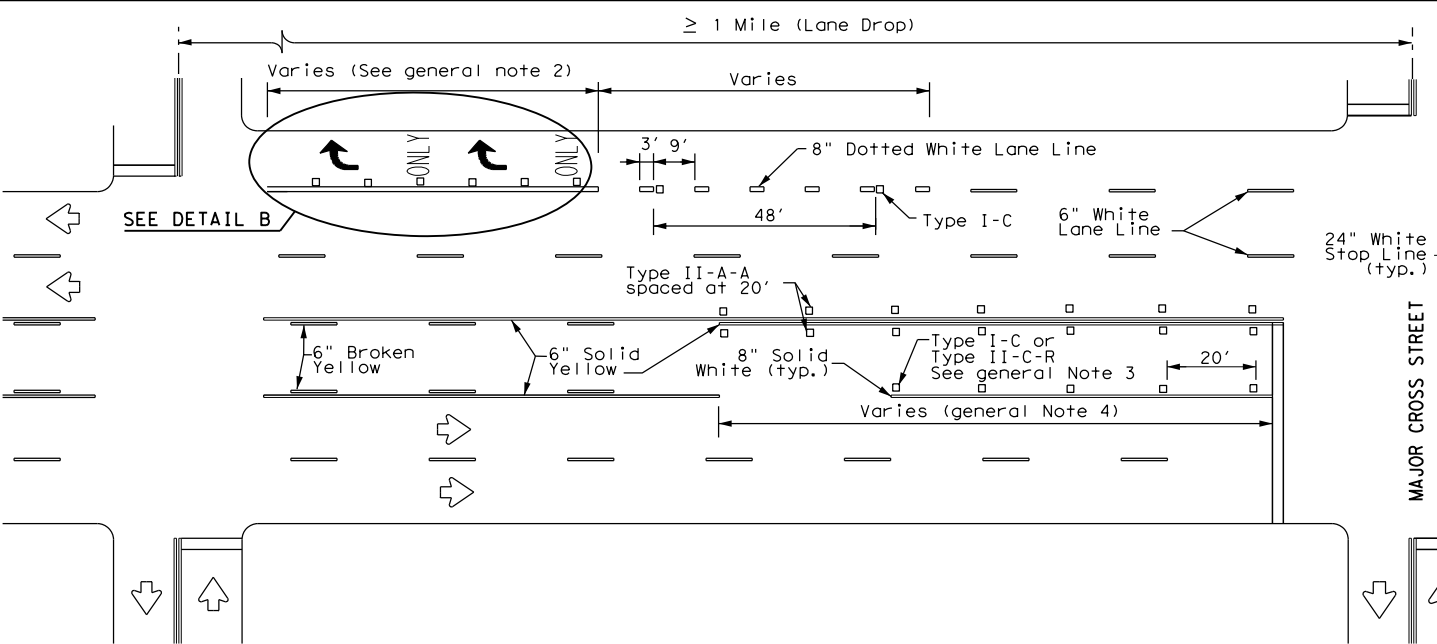 ≥ 1 Mile (Lane Drop)
Varies (See general note 2)
Varies
ONLY
ONLY
3'
9'
8" Dotted White Lane Line
SEE DETAIL B
48'
Type I-C
6" White
Lane Line
24" White
Stop Line
(typ.)
Type II-A-A
spaced at 20'
6" Broken
Yellow
6" Solid
Yellow
8" Solid
White (typ.)
Type I-C or
Type II-C-R
See general Note 3
20'
Varies (general Note 4)
MAJOR CROSS STREET